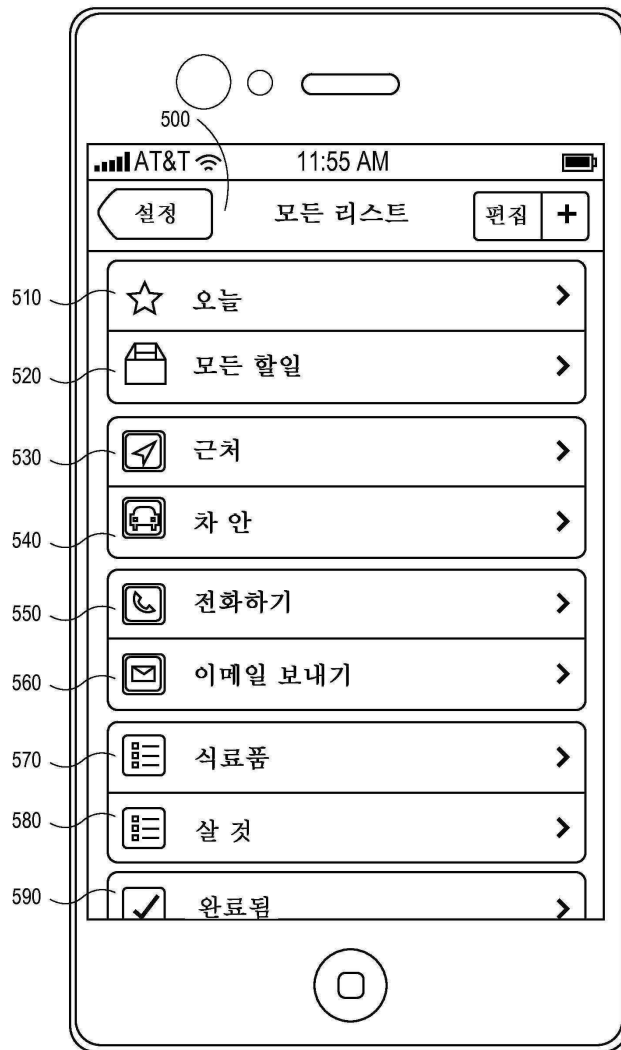 500
AT&T 11:55 AM
설정 모든 리스트 편집 +
510 오늘
520 모든 할일
530 근처
540 차 안
550 전화하기
560 이메일 보내기
570 식료품
580 살 것
590 완료됨